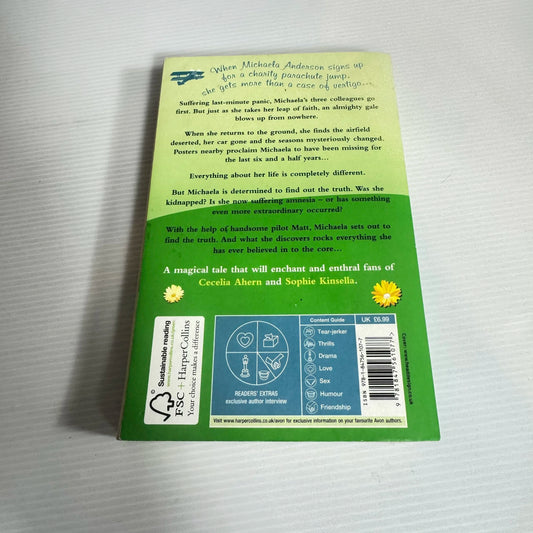 When Michaela Anderson signs up
for a charity parachute jump,
she gets more than a case of vertigo...
Suffering last-minute panic, Michaela's three colleagues go
first. But just as she takes her leap of faith, an almighty gale
blows up from nowhere.
When she returns to the ground, she finds the airfield
deserted, her car gone and the seasons mysteriously changed.
Posters nearby proclaim Michaela to have been missing for
the last six and a half years...
Everything about her life is completely different.
But Michaela is determined to find out the truth. Was she
kidnapped? Is she now suffering amnesia – or has something
even more extraordinary occurred?
With the help of handsome pilot Matt, Michaela sets out to
find the truth. And what she discovers rocks everything she
has ever believed in to the core...
A magical tale that will enchant and enthral fans of
Cecelia Ahern and Sophie Kinsella.
Sustainable reading
FSC + HarperCollins
Your choice makes a difference
READERS' EXTRAS
exclusive author interview
Content Guide
Tear-jerker
Thrills
Drama
Love
Sex
Humour
Friendship
UK £6.99
ISBN 978-1-84756-107-7
9 781847 561077 >
Visit www.harpercollins.co.uk/avon for exclusive information on your favourite Avon authors.